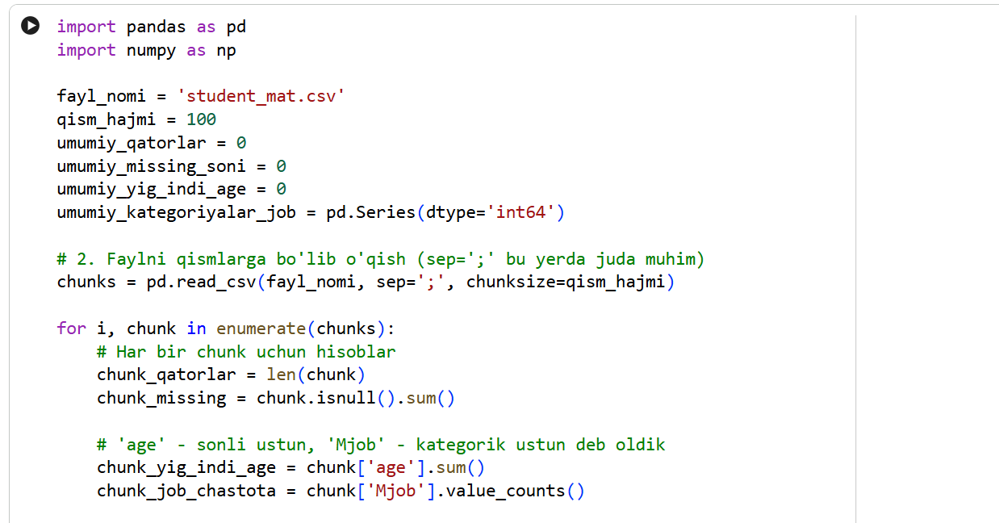 import pandas as pd
import numpy as np
fayl_nomi = 'student_mat.csv'
qism_hajmi = 100
umumiy_qatorlar = 0
umumiy_missing_soni = 0
umumiy_yig_indi_age = 0
umumiy_kategoriyalar_job = pd.Series(dtype='int64')
# 2. Faylni qismlarga bo'lib o'qish (sep=';' bu yerda juda muhim)
chunks = pd.read_csv(fayl_nomi, sep=';', chunksize=qism_hajmi)
for i, chunk in enumerate(chunks):
    # Har bir chunk uchun hisoblar
    chunk_qatorlar = len(chunk)
    chunk_missing = chunk.isnull().sum()
    # 'age' - sonli ustun, 'Mjob' - kategorik ustun deb oldik
    chunk_yig_indi_age = chunk['age'].sum()
    chunk_job_chastota = chunk['Mjob'].value_counts()